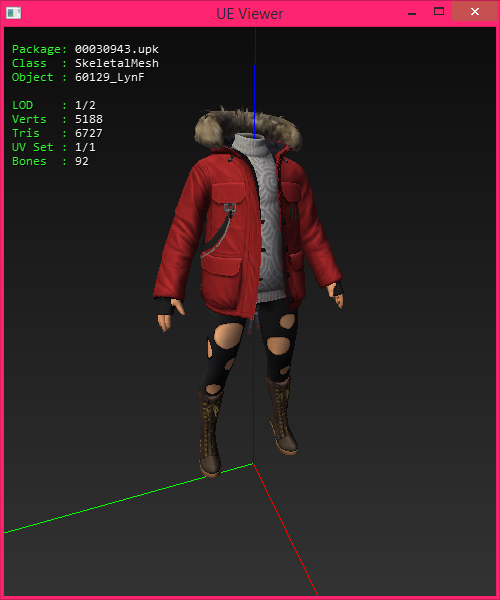 UE Viewer
Package: 00030943.upk
Class  : SkeletalMesh
Object : 60129_LynF
LOD    : 1/2
Verts  : 5188
Tris   : 6727
UV Set : 1/1
Bones  : 92